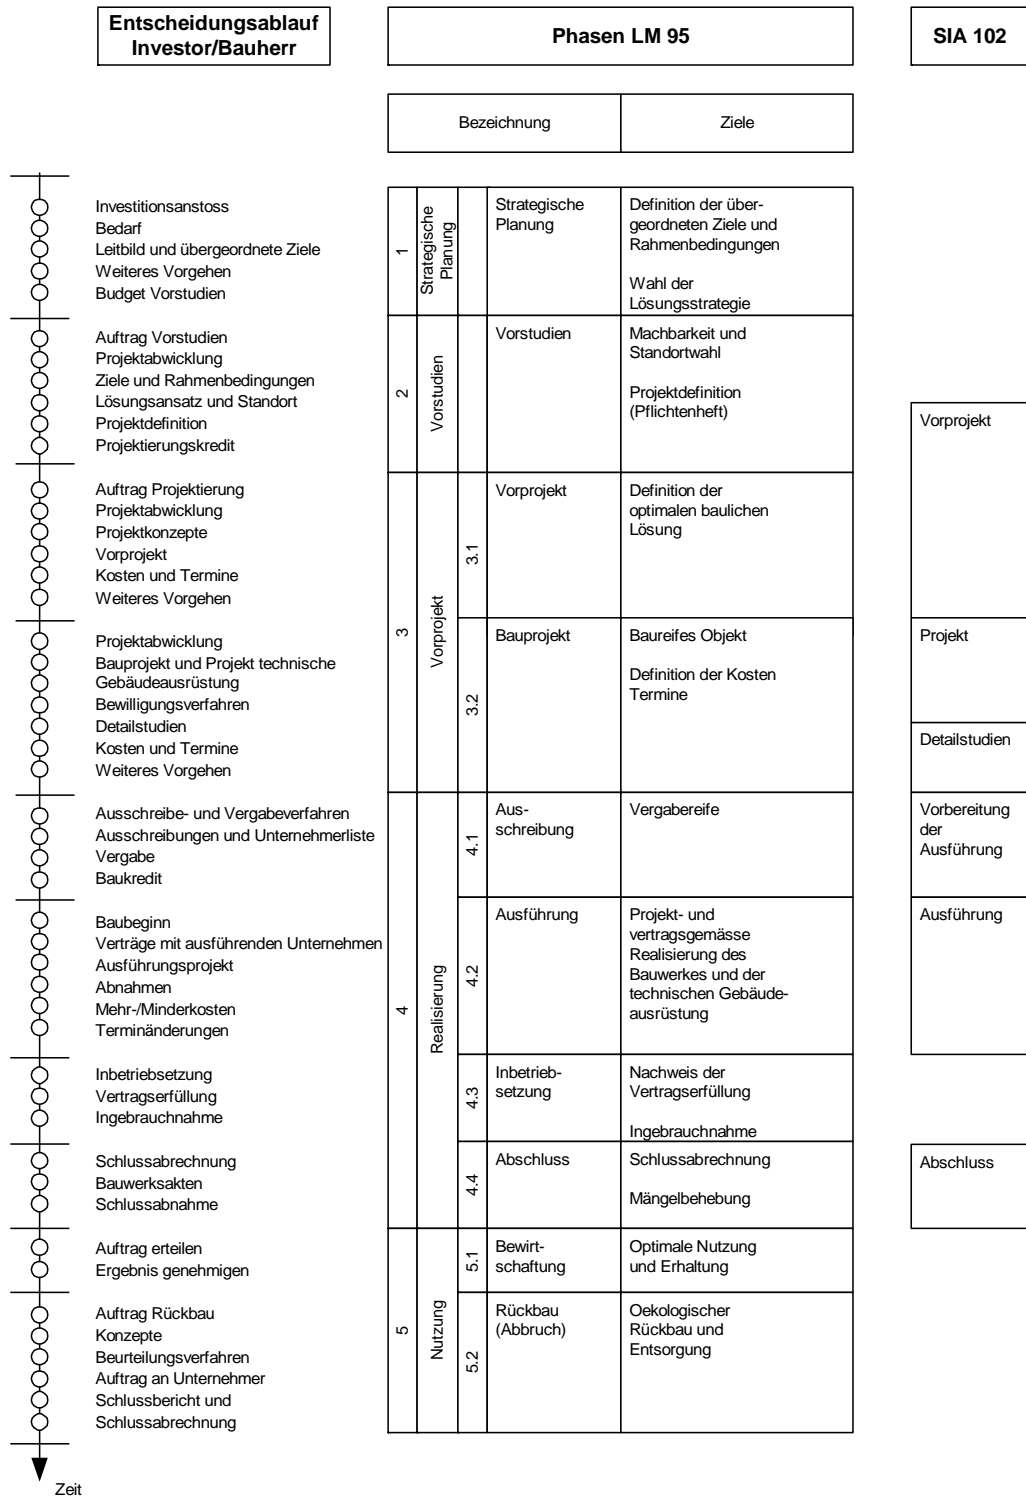 Entscheidungsablauf
Investor/Bauherr
Phasen LM 95
SIA 102
Bezeichnung
Ziele
Investitionsanstoss
Bedarf
Leitbild und übergeordnete Ziele
Weiteres Vorgehen
Budget Vorstudien
1
Strategische
Planung
Strategische
Planung
Definition der über-
geordneten Ziele und
Rahmenbedingungen
Wahl der
Lösungsstrategie
Auftrag Vorstudien
Projektabwicklung
Ziele und Rahmenbedingungen
Lösungsansatz und Standort
Projektdefinition
Projektierungskredit
2
Vorstudien
Vorstudien
Machbarkeit und
Standortwahl
Projektdefinition
(Pflichtenheft)
Vorprojekt
Auftrag Projektierung
Projektabwicklung
Projektkonzepte
Vorprojekt
Kosten und Termine
Weiteres Vorgehen
3
Vorprojekt
3.1
Vorprojekt
Definition der
optimalen baulichen
Lösung
Projektabwicklung
Bauprojekt und Projekt technische
Gebäudeausrüstung
Bewilligungsverfahren
Detailstudien
Kosten und Termine
Weiteres Vorgehen
3.2
Bauprojekt
Baureifes Objekt
Definition der Kosten
Termine
Projekt
Detailstudien
Ausschreibe- und Vergabeverfahren
Ausschreibungen und Unternehmerliste
Vergabe
Baukredit
4
Realisierung
4.1
Aus-
schreibung
Vergabereife
Vorbereitung
der
Ausführung
Baubeginn
Verträge mit ausführenden Unternehmen
Ausführungsprojekt
Abnahmen
Mehr-/Minderkosten
Terminänderungen
4.2
Ausführung
Projekt- und
vertragsgemässe
Realisierung des
Bauwerkes und der
technischen Gebäude-
ausrüstung
Ausführung
Inbetriebsetzung
Vertragserfüllung
Ingebrauchnahme
4.3
Inbetrieb-
setzung
Nachweis der
Vertragserfüllung
Ingebrauchnahme
Schlussabrechnung
Bauwerksakten
Schlussabnahme
4.4
Abschluss
Schlussabrechnung
Mängelbehebung
Abschluss
Auftrag erteilen
Ergebnis genehmigen
5
Nutzung
5.1
Bewirt-
schaftung
Optimale Nutzung
und Erhaltung
Auftrag Rückbau
Konzepte
Beurteilungsverfahren
Auftrag an Unternehmer
Schlussbericht und
Schlussabrechnung
5.2
Rückbau
(Abbruch)
Oekologischer
Rückbau und
Entsorgung
Zeit